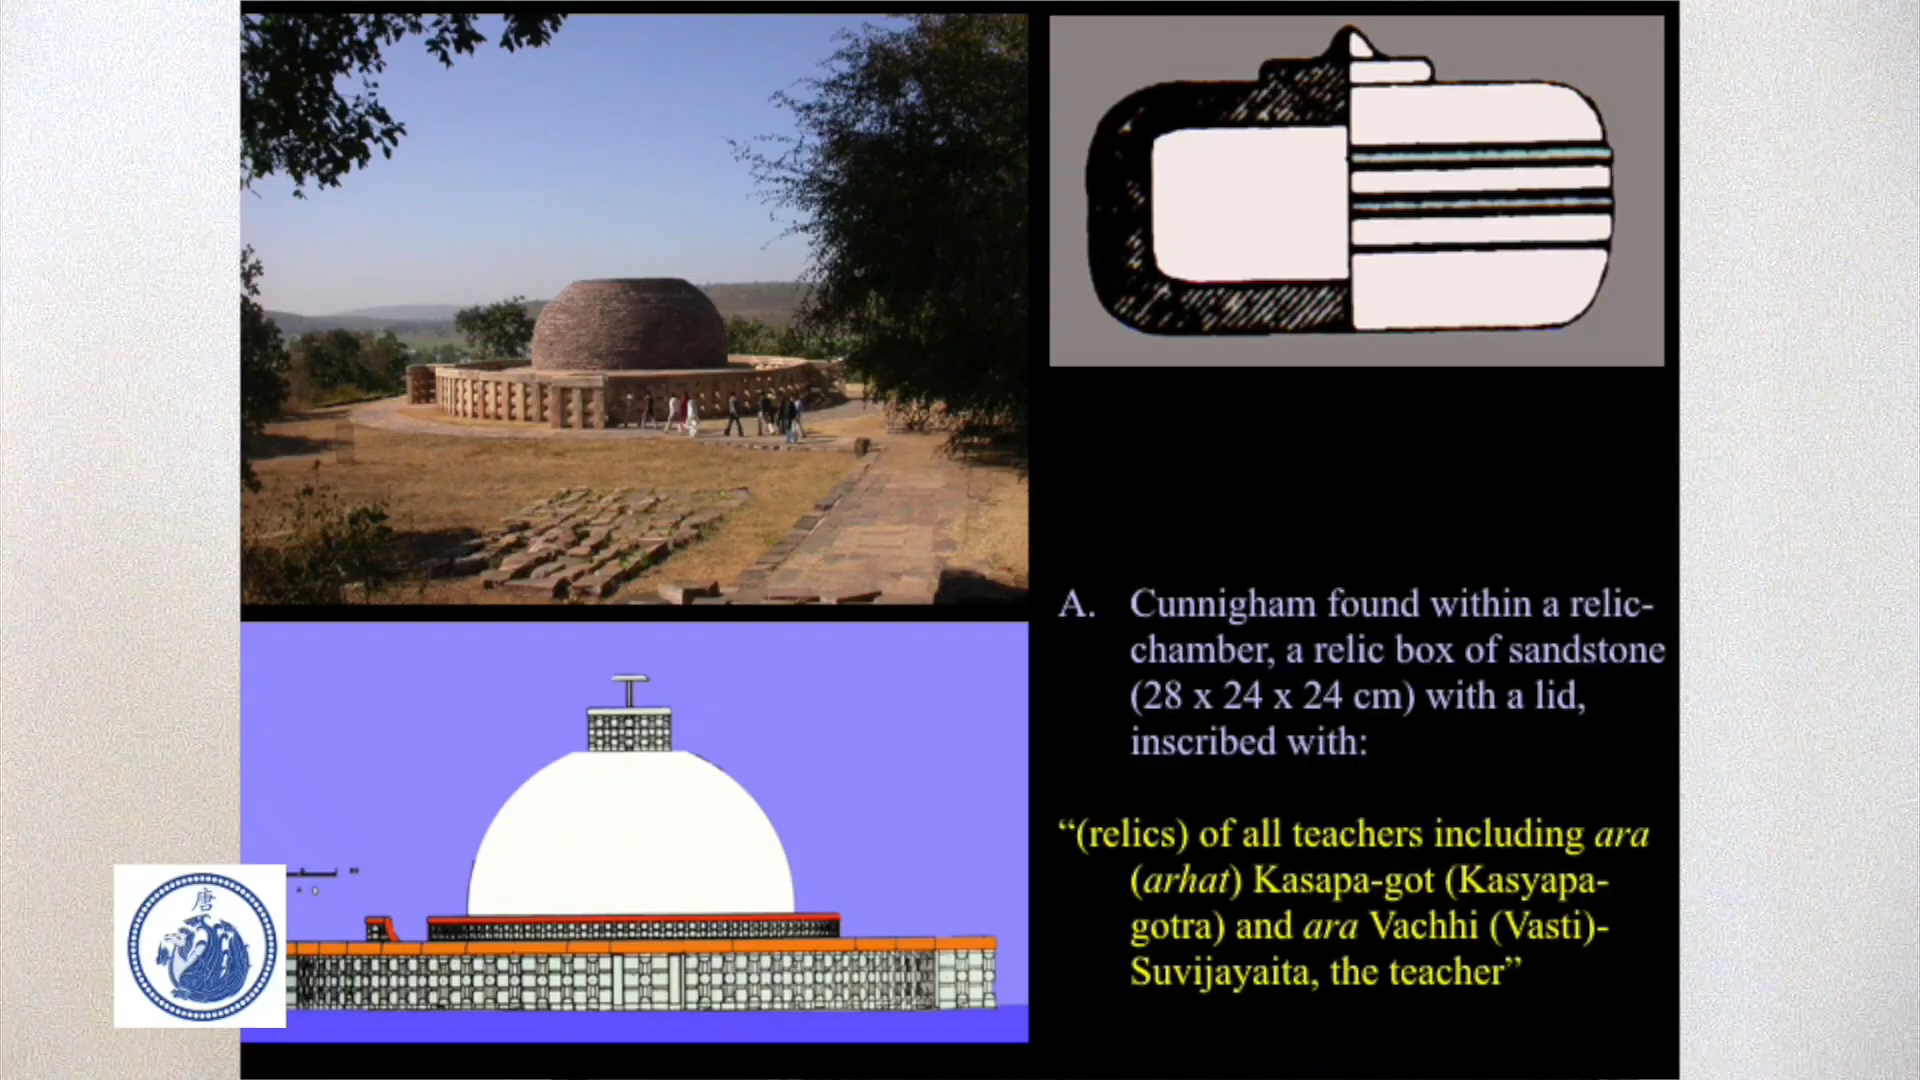 A. Cunnigham found within a relic-
chamber, a relic box of sandstone
(28 x 24 x 24 cm) with a lid,
inscribed with:
“(relics) of all teachers including ara
(arhat) Kasapa-got (Kasyapa-
gotra) and ara Vachhi (Vasti)-
Suvijayaita, the teacher”
唐